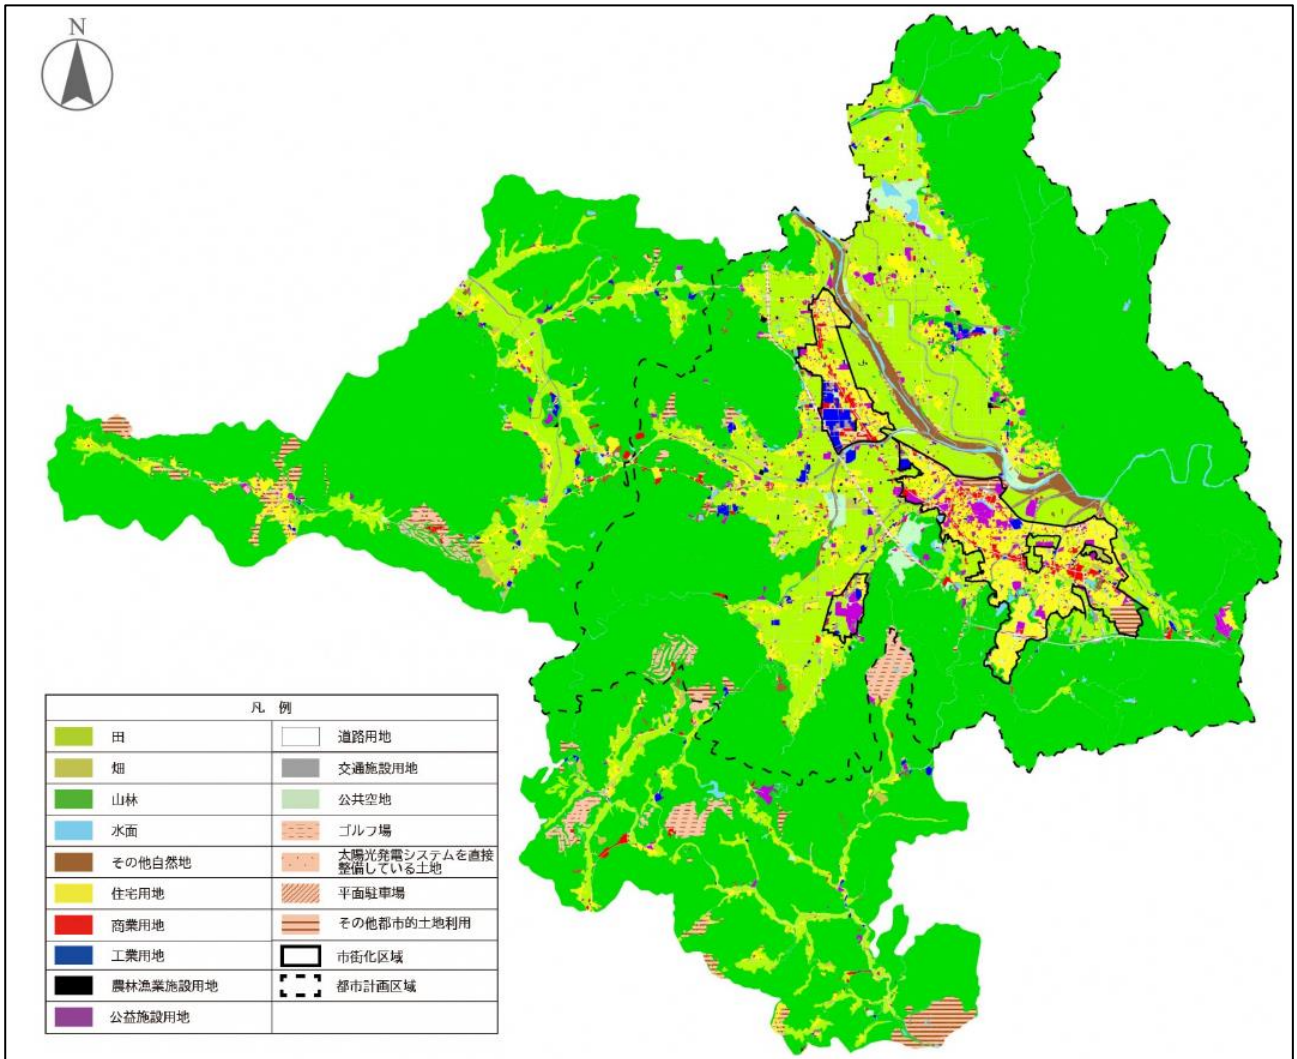 N
凡 例
田
道路用地
畑
交通施設用地
山林
公共空地
水面
ゴルフ場
その他自然地
太陽光発電システムを直接
整備している土地
住宅用地
平面駐車場
商業用地
その他都市的土地利用
工業用地
市街化区域
農林漁業施設用地
都市計画区域
公益施設用地